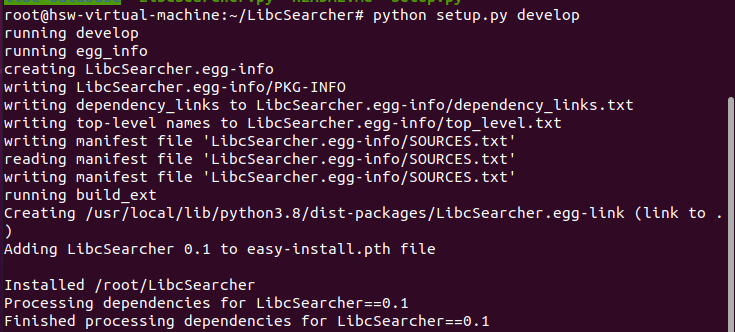 root@hsw-virtual-machine:~/LibcSearcher# python setup.py develop
running develop
running egg_info
creating LibcSearcher.egg-info
writing LibcSearcher.egg-info/PKG-INFO
writing dependency_links to LibcSearcher.egg-info/dependency_links.txt
writing top-level names to LibcSearcher.egg-info/top_level.txt
writing manifest file 'LibcSearcher.egg-info/SOURCES.txt'
reading manifest file 'LibcSearcher.egg-info/SOURCES.txt'
writing manifest file 'LibcSearcher.egg-info/SOURCES.txt'
running build_ext
Creating /usr/local/lib/python3.8/dist-packages/LibcSearcher.egg-link (link to .
)
Adding LibcSearcher 0.1 to easy-install.pth file
Installed /root/LibcSearcher
Processing dependencies for LibcSearcher==0.1
Finished processing dependencies for LibcSearcher==0.1